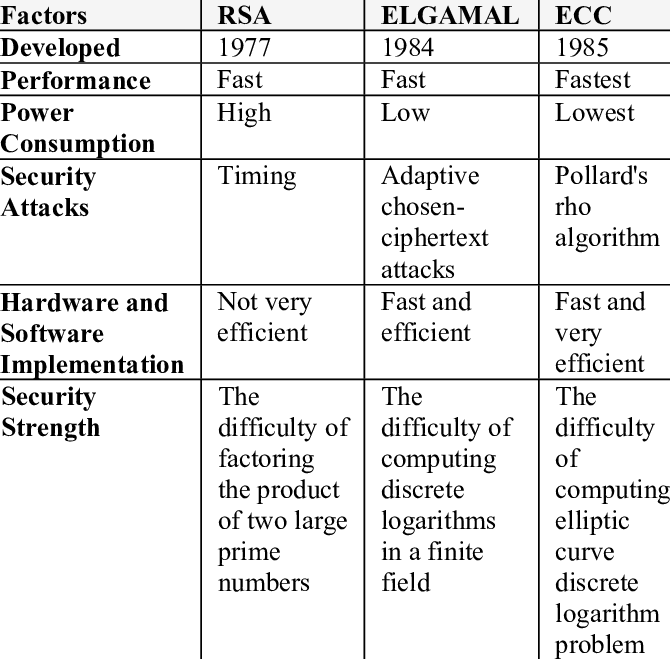 Factors RSA ELGAMAL ECC
Developed 1977 1984 1985
Performance Fast Fast Fastest
Power High Low Lowest
Consumption
Security Timing Adaptive Pollard's
Attacks chosen- rho
ciphertext algorithm
attacks
Hardware and Not very Fast and Fast and
Software efficient efficient very
Implementation efficient
Security The The The
Strength difficulty of difficulty of difficulty
factoring computing of
the product discrete computing
of two large logarithms elliptic
prime in a finite curve
numbers field discrete
logarithm
problem